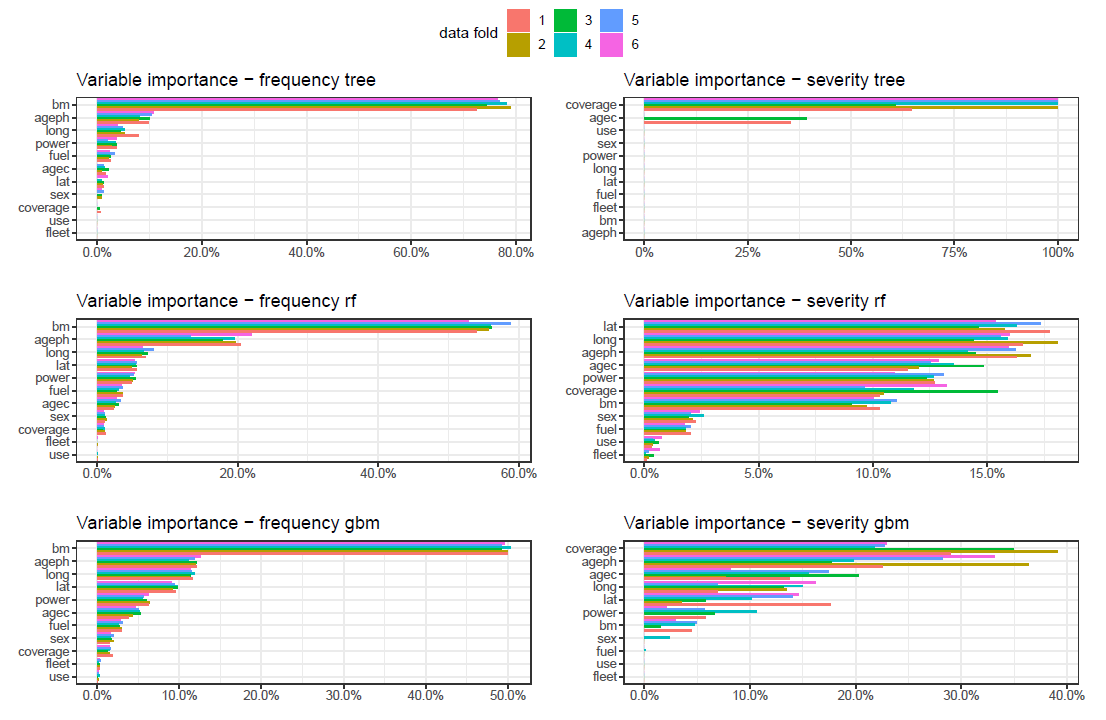 data fold 1 3 5
2 4 6
Variable importance − frequency tree
bm
ageph
long
power
fuel
agec
lat
sex
coverage
use
fleet
0.0% 20.0% 40.0% 60.0% 80.0%
Variable importance − severity tree
coverage
agec
use
sex
power
long
lat
fuel
fleet
bm
ageph
0% 25% 50% 75% 100%
Variable importance − frequency rf
bm
ageph
long
lat
power
fuel
agec
sex
coverage
fleet
use
0.0% 20.0% 40.0% 60.0%
Variable importance − severity rf
lat
long
ageph
agec
power
coverage
bm
sex
fuel
use
fleet
0.0% 5.0% 10.0% 15.0%
Variable importance − frequency gbm
bm
ageph
long
lat
power
agec
fuel
sex
coverage
fleet
use
0.0% 10.0% 20.0% 30.0% 40.0% 50.0%
Variable importance − severity gbm
coverage
ageph
agec
long
lat
power
bm
sex
fuel
use
fleet
0.0% 10.0% 20.0% 30.0% 40.0%